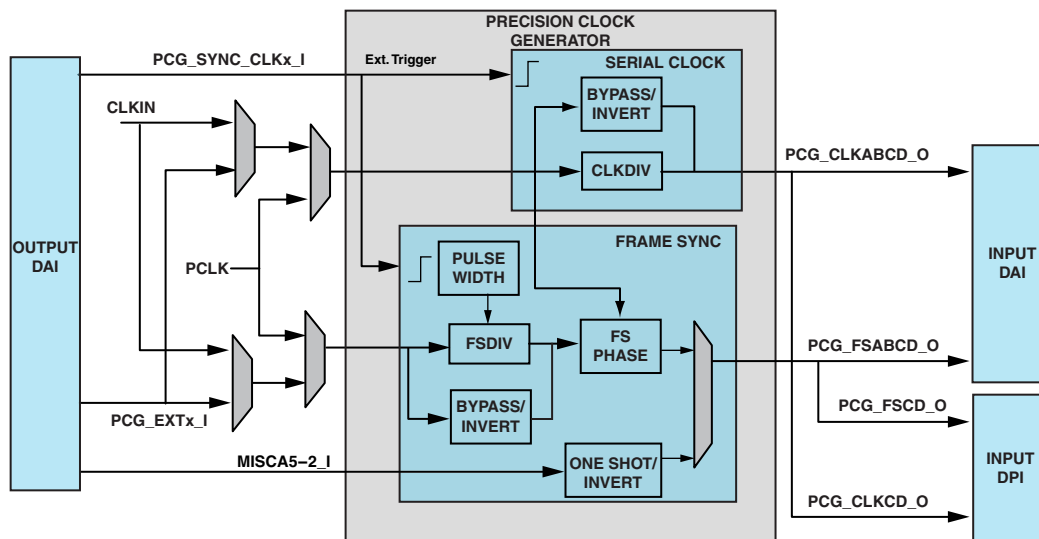 PRECISION CLOCK
GENERATOR
PCG_SYNC_CLKx_I
Ext. Trigger
SERIAL CLOCK
BYPASS/
INVERT
CLKIN
CLKDIV
PCG_CLKABCD_O
OUTPUT
DAI
INPUT
DAI
FRAME SYNC
PULSE
WIDTH
PCLK
FSDIV
FS
PHASE
PCG_FSABCD_O
PCG_EXTx_I
BYPASS/
INVERT
PCG_FSCD_O
MISCA5–2_I
ONE SHOT/
INVERT
INPUT
DPI
PCG_CLKCD_O